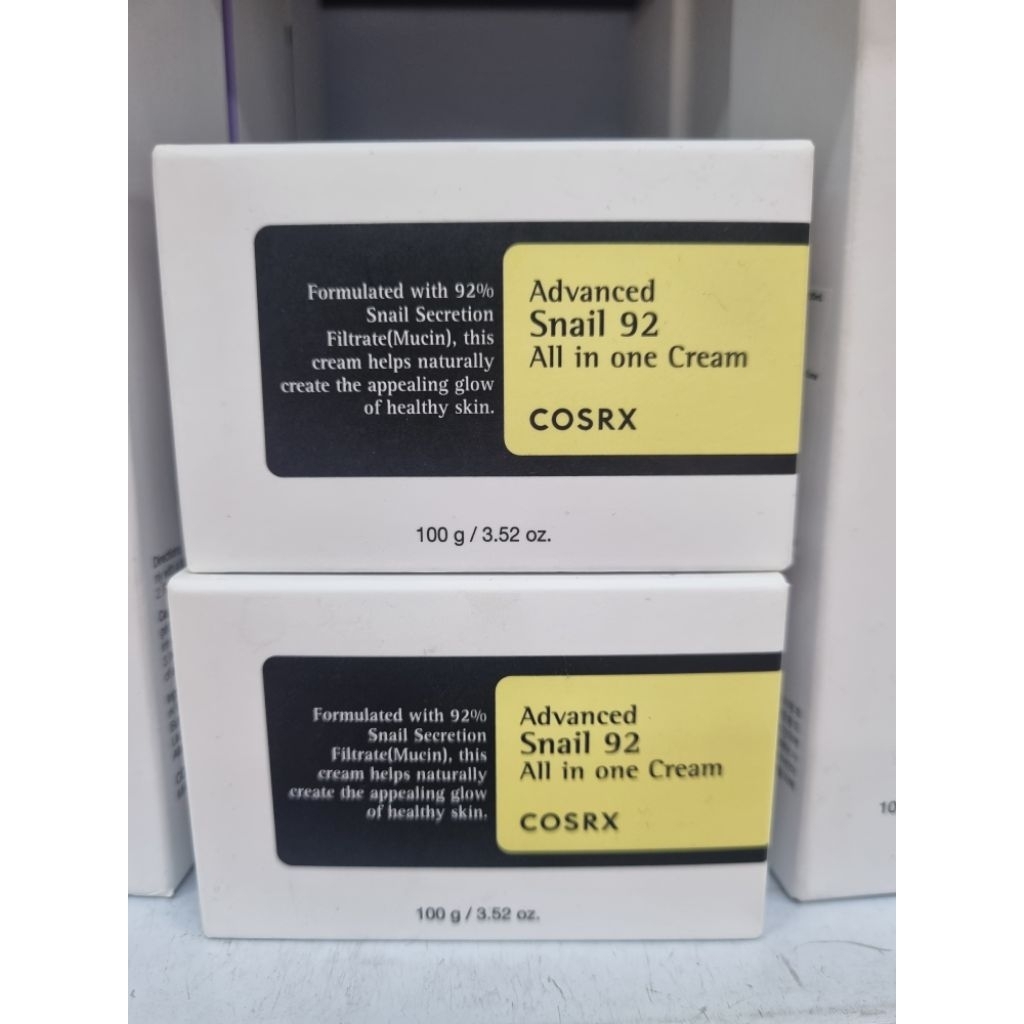 Formulated with 92%
Snail Secretion
Filtrate(Mucin), this
cream helps naturally
create the appealing glow
of healthy skin.
Advanced
Snail 92
All in one Cream
COSRX
100 g / 3.52 oz.
Formulated with 92%
Snail Secretion
Filtrate(Mucin), this
cream helps naturally
create the appealing glow
of healthy skin.
Advanced
Snail 92
All in one Cream
COSRX
100 g / 3.52 oz.
10